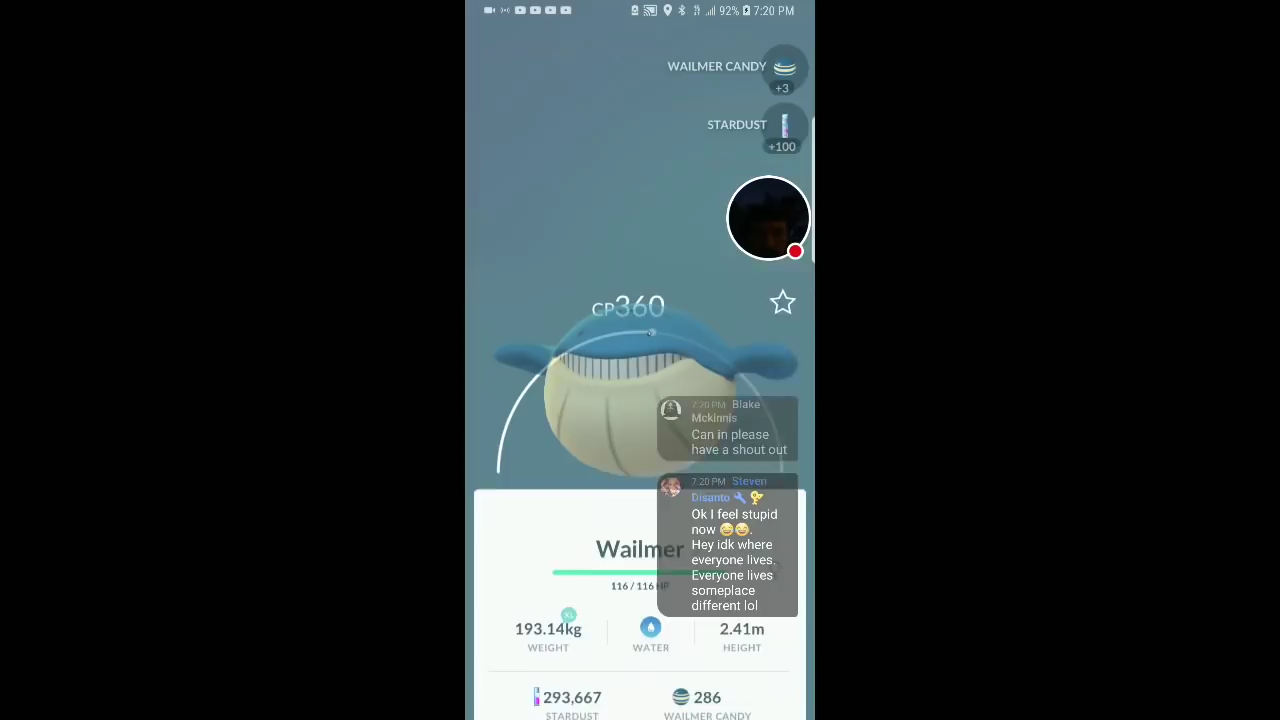 92% 7:20 PM
WAILMER CANDY
+3
STARDUST
+100
CP360
7:20 PM Blake
Mckinnis
Can in please
have a shout out
7:20 PM Steven
Disanto
Ok I feel stupid
now 😂😂.
Hey idk where
everyone lives.
Everyone lives
someplace
different lol
Wailmer
116 / 116 HP
XL
193.14kg
WEIGHT
WATER
2.41m
HEIGHT
293,667
STARDUST
286
WAILMER CANDY